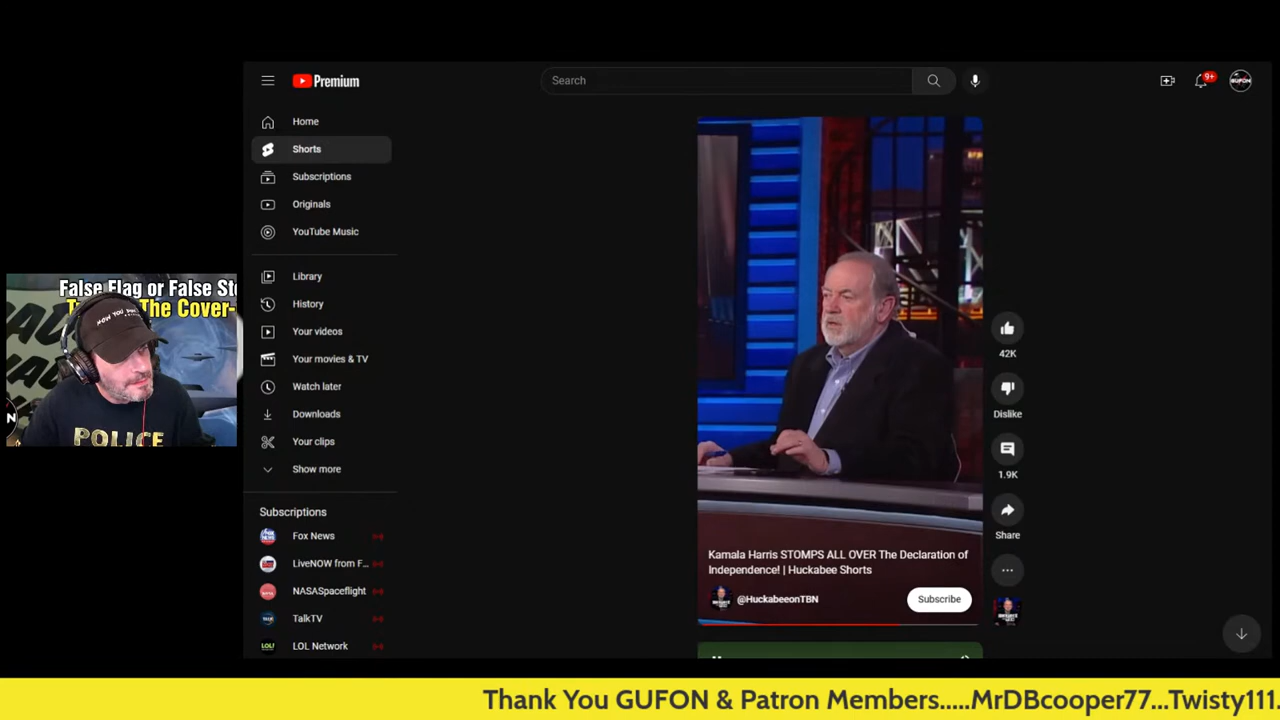 Premium
Search
9+
GUFON
Home
Shorts
Subscriptions
Originals
YouTube Music
Library
History
Your videos
Your movies & TV
Watch later
Downloads
Your clips
Show more
Subscriptions
Fox News
LiveNOW from F...
NASASpaceflight
TalkTV
LOL Network
False Flag or False St
The Cover-
POLICE
42K
Dislike
1.9K
Share
Kamala Harris STOMPS ALL OVER The Declaration of
Independence! | Huckabee Shorts
@HuckabeeonTBN
Subscribe
Thank You GUFON & Patron Members.....MrDBcooper77...Twisty111.